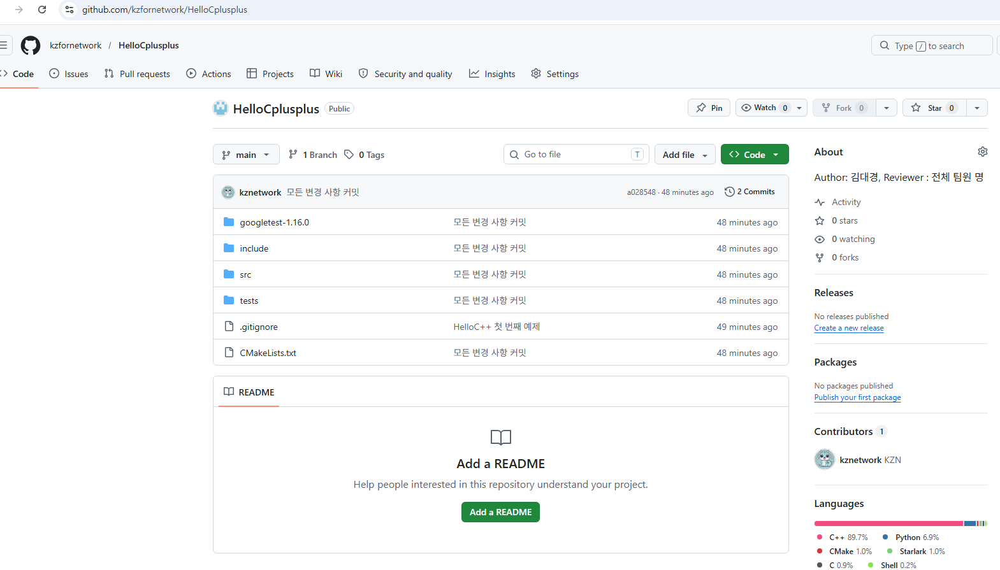 github.com/kzfornetwork/HelloCplusplus
kzfornetwork / HelloCplusplus
Type / to search
Code Issues Pull requests Actions Projects Wiki Security and quality Insights Settings
HelloCplusplus Public
Pin Watch 0 Fork 0 Star 0
main 1 Branch 0 Tags
Go to file T Add file Code
kznetwork 모든 변경 사항 커밋 a028548 · 48 minutes ago 2 Commits
googletest-1.16.0 모든 변경 사항 커밋 48 minutes ago
include 모든 변경 사항 커밋 48 minutes ago
src 모든 변경 사항 커밋 48 minutes ago
tests 모든 변경 사항 커밋 48 minutes ago
.gitignore HelloC++ 첫 번째 예제 49 minutes ago
CMakeLists.txt 모든 변경 사항 커밋 48 minutes ago
README
Add a README
Help people interested in this repository understand your project.
Add a README
About
Author: 김대경, Reviewer : 전체 팀원 명
Activity
0 stars
0 watching
0 forks
Releases
No releases published
Create a new release
Packages
No packages published
Publish your first package
Contributors 1
kznetwork KZN
Languages
C++ 89.7% Python 6.9%
CMake 1.0% Starlark 1.0%
C 0.9% Shell 0.2%